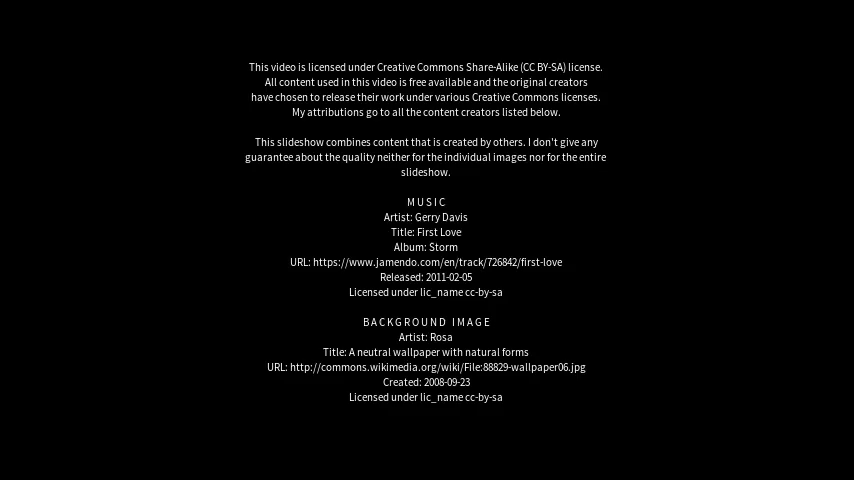 This video is licensed under Creative Commons Share-Alike (CC BY-SA) license.
All content used in this video is free available and the original creators
have chosen to release their work under various Creative Commons licenses.
My attributions go to all the content creators listed below.
This slideshow combines content that is created by others. I don't give any
guarantee about the quality neither for the individual images nor for the entire
slideshow.
MUSIC
Artist: Gerry Davis
Title: First Love
Album: Storm
URL: https://www.jamendo.com/en/track/726842/first-love
Released: 2011-02-05
Licensed under lic_name cc-by-sa
BACKGROUND IMAGE
Artist: Rosa
Title: A neutral wallpaper with natural forms
URL: http://commons.wikimedia.org/wiki/File:88829-wallpaper06.jpg
Created: 2008-09-23
Licensed under lic_name cc-by-sa